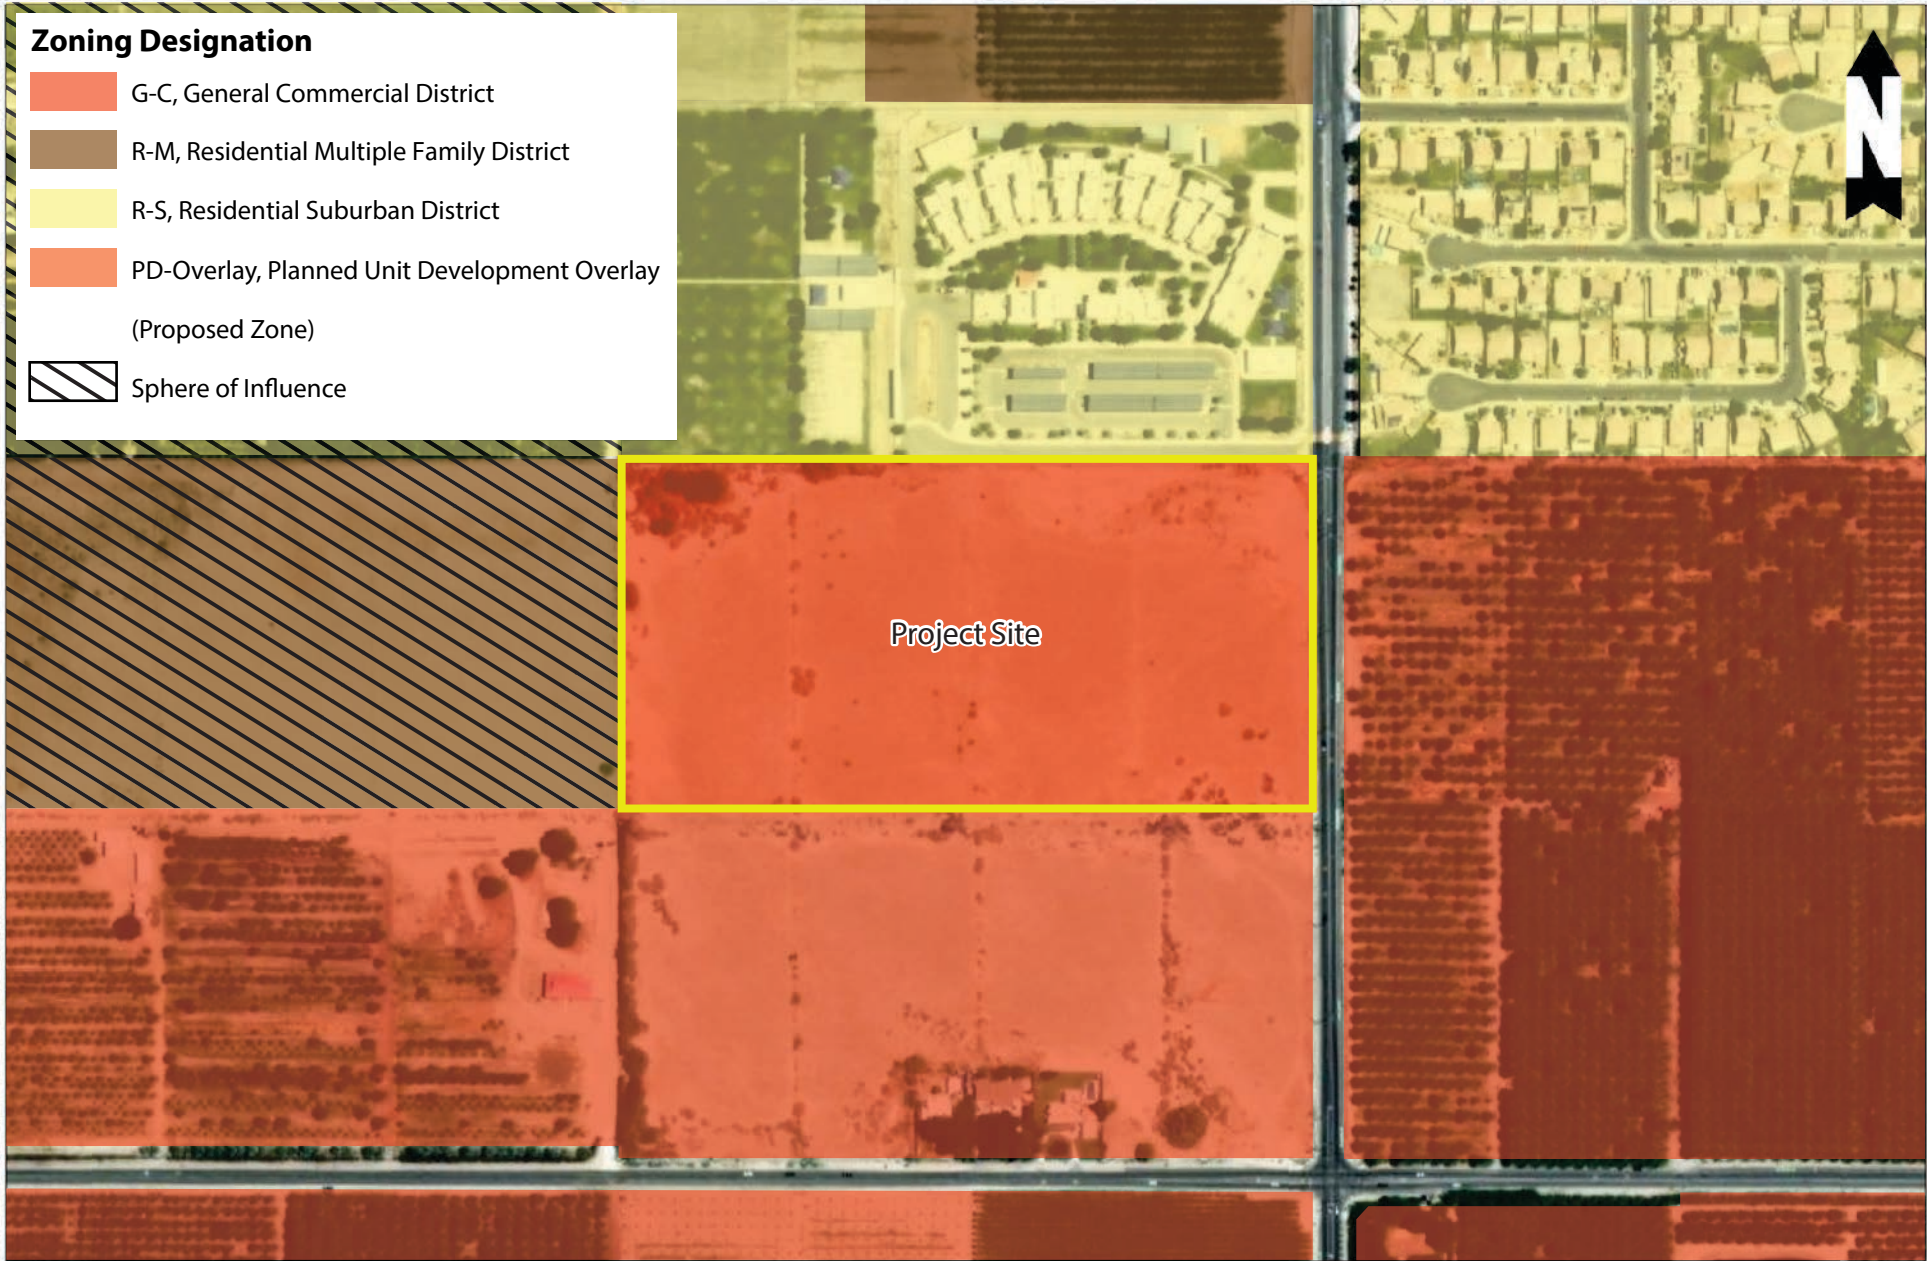 Zoning Designation
G-C, General Commercial District
R-M, Residential Multiple Family District
R-S, Residential Suburban District
PD-Overlay, Planned Unit Development Overlay
(Proposed Zone)
Sphere of Influence
N
Project Site